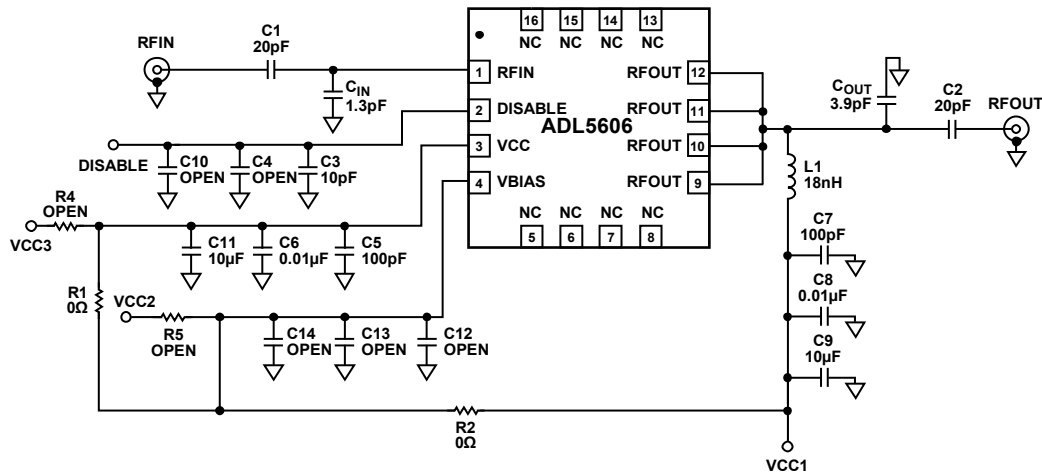 16 15 14 13
NC NC NC NC
C1
20pF
RFIN
1 RFIN
CIN
1.3pF
2 DISABLE
ADL5606
3 VCC
4 VBIAS
RFOUT 12
RFOUT 11
RFOUT 10
RFOUT 9
NC NC NC NC
5 6 7 8
COUT
3.9pF
C2
20pF
RFOUT
DISABLE
C10
OPEN
C4
OPEN
C3
10pF
L1
18nH
R4
OPEN
VCC3
C11
10µF
C6
0.01µF
C5
100pF
C7
100pF
R1
0Ω
VCC2
R5
OPEN
C14
OPEN
C13
OPEN
C12
OPEN
C8
0.01µF
C9
10µF
R2
0Ω
VCC1